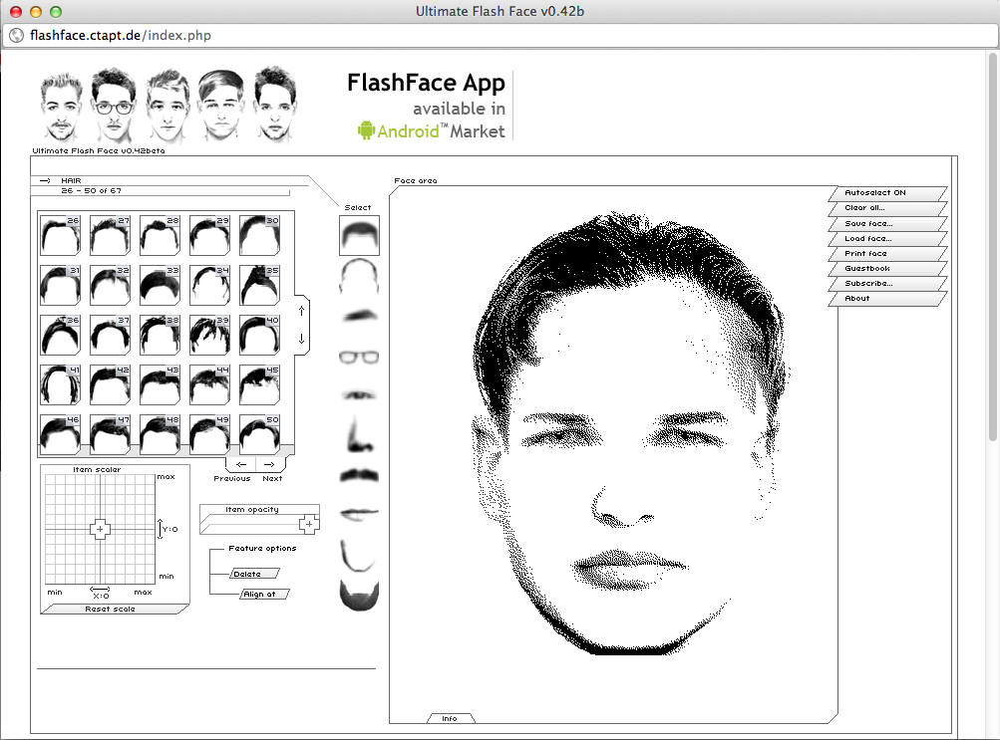 Ultimate Flash Face v0.42b
flashface.ctapt.de/index.php
FlashFace App
available in
Android™Market
Ultimate Flash Face v0.42beta
HAIR
26 - 50 of 67
Select
Face area
Autoselect ON
Clear all...
Save face...
Load face...
Print face
Guestbook
Subscribe...
About
26 27 28 29 30
31 32 33 34 35
36 37 38 39 40
41 42 43 44 45
46 47 48 49 50
Previous Next
Item scaler
max
Y:0
min
min X:0 max
Reset scale
Item opacity
Feature options
Delete
Align at
Info